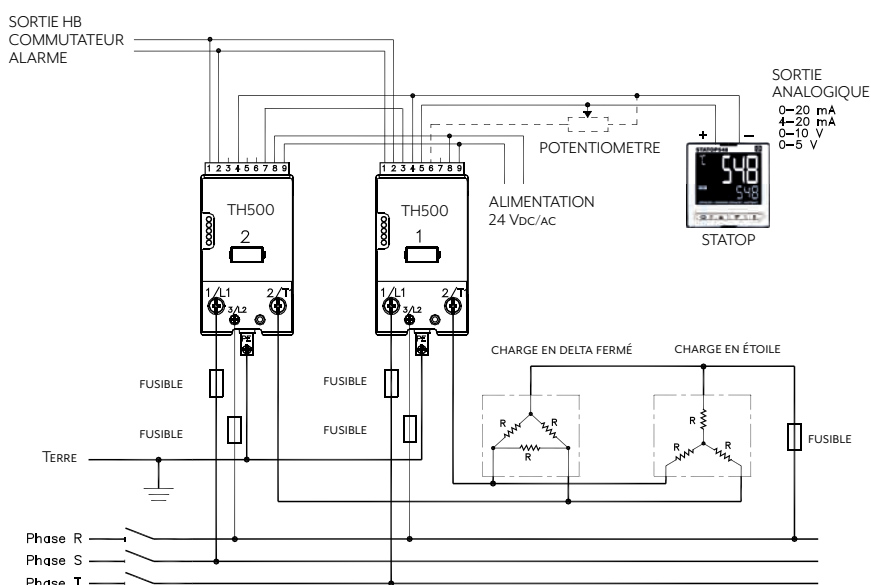 SORTIE HB
COMMUTATEUR
ALARME
SORTIE
ANALOGIQUE
0-20 mA
4-20 mA
0-10 V
0-5 V
+ -
POTENTIOMETRE
STATOP548
548
548
STATOP
1 2 3 4 5 6 7 8 9
1 2 3 4 5 6 7 8 9
ALIMENTATION
24 VDC/AC
TH500
2
TH500
1
1/L1
3/L2
2/T1
PE
1/L1
3/L2
2/T1
PE
CHARGE EN DELTA FERMÉ
CHARGE EN ÉTOILE
FUSIBLE
FUSIBLE
FUSIBLE
FUSIBLE
FUSIBLE
R
R
R
R
R
R
TERRE
Phase R
Phase S
Phase T